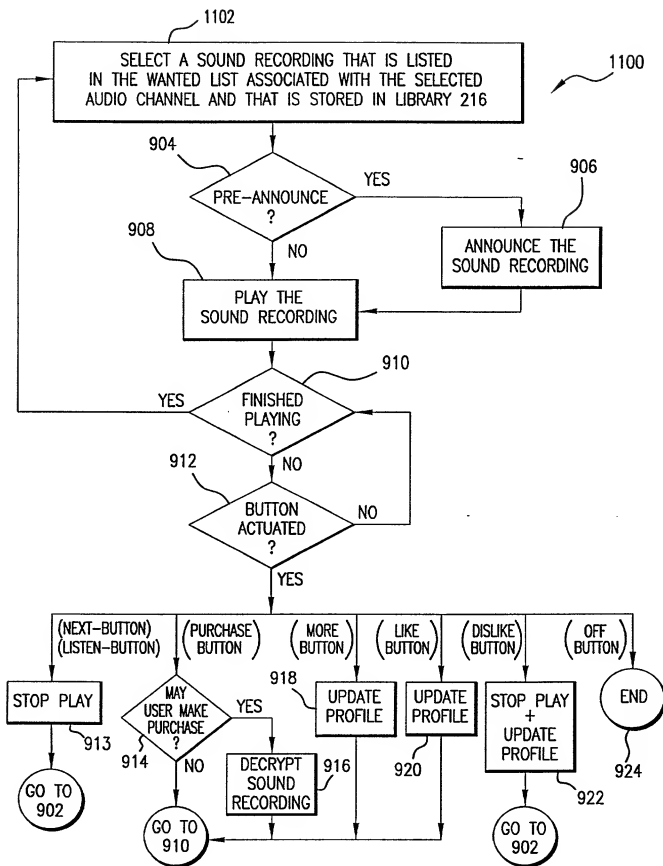 1102
SELECT A SOUND RECORDING THAT IS LISTED
IN THE WANTED LIST ASSOCIATED WITH THE SELECTED
AUDIO CHANNEL AND THAT IS STORED IN LIBRARY 216
1100
904
PRE-ANNOUNCE
?
YES
NO
906
ANNOUNCE THE
SOUND RECORDING
908
PLAY THE
SOUND RECORDING
910
FINISHED
PLAYING
?
YES
NO
912
BUTTON
ACTUATED
?
NO
YES
(NEXT-BUTTON)
(LISTEN-BUTTON)
(PURCHASE
BUTTON)
(MORE
BUTTON)
(LIKE
BUTTON)
(DISLIKE
BUTTON)
(OFF
BUTTON)
STOP PLAY
913
GO TO
902
MAY
USER MAKE
PURCHASE
?
914
YES
NO
DECRYPT
SOUND
RECORDING
916
GO TO
910
918
UPDATE
PROFILE
UPDATE
PROFILE
920
STOP PLAY
+
UPDATE
PROFILE
922
GO TO
902
END
924